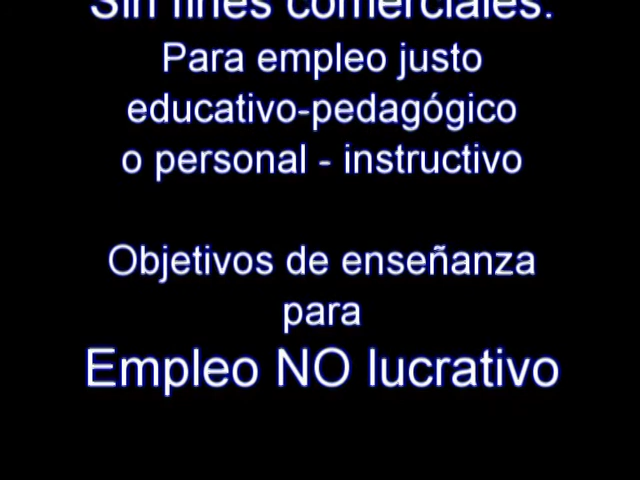 Sin fines comerciales.
Para empleo justo
educativo-pedagógico
o personal - instructivo
Objetivos de enseñanza
para
Empleo NO lucrativo